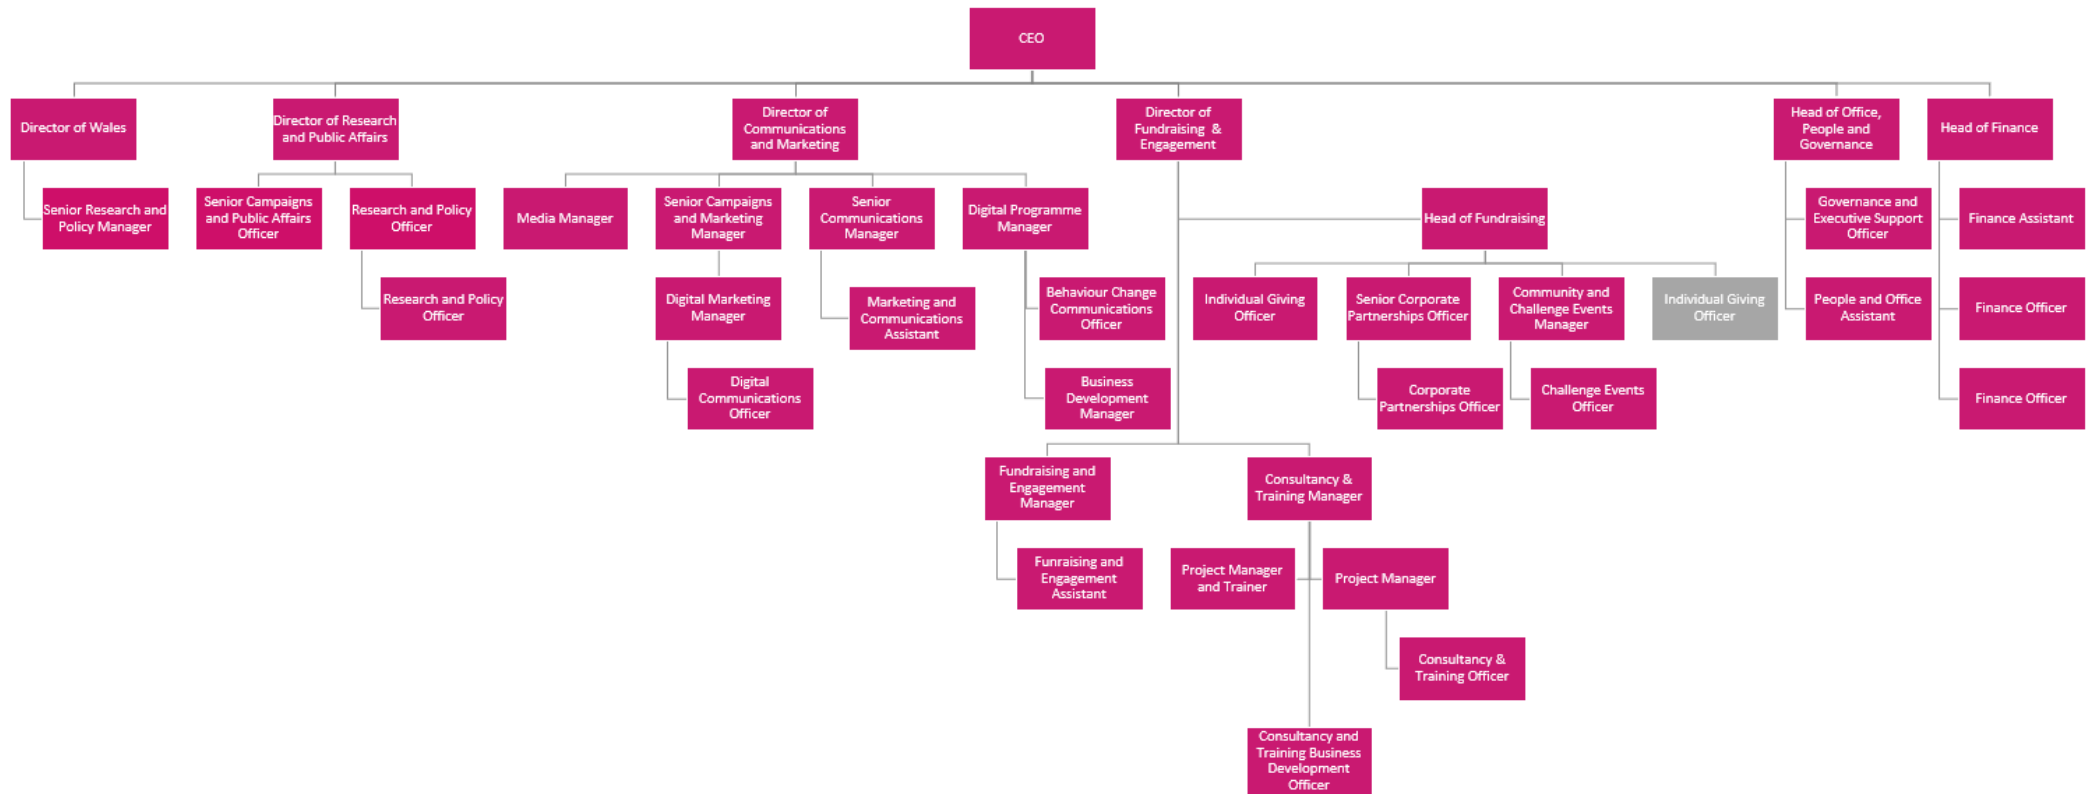 CEO
Director of Wales
Director of Research
and Public Affairs
Director of
Communications
and Marketing
Director of
Fundraising &
Engagement
Head of Office,
People and
Governance
Head of Finance
Senior Research and
Policy Manager
Senior Campaigns
and Public Affairs
Officer
Research and Policy
Officer
Media Manager
Senior Campaigns
and Marketing
Manager
Senior
Communications
Manager
Digital Programme
Manager
Head of Fundraising
Governance and
Executive Support
Officer
Finance Assistant
Research and Policy
Officer
Digital Marketing
Manager
Marketing and
Communications
Assistant
Behaviour Change
Communications
Officer
Individual Giving
Officer
Senior Corporate
Partnerships Officer
Community and
Challenge Events
Manager
Individual Giving
Officer
People and Office
Assistant
Finance Officer
Digital
Communications
Officer
Business
Development
Manager
Corporate
Partnerships Officer
Challenge Events
Officer
Finance Officer
Fundraising and
Engagement
Manager
Consultancy &
Training Manager
Funraising and
Engagement
Assistant
Project Manager
and Trainer
Project Manager
Consultancy &
Training Officer
Consultancy and
Training Business
Development
Officer